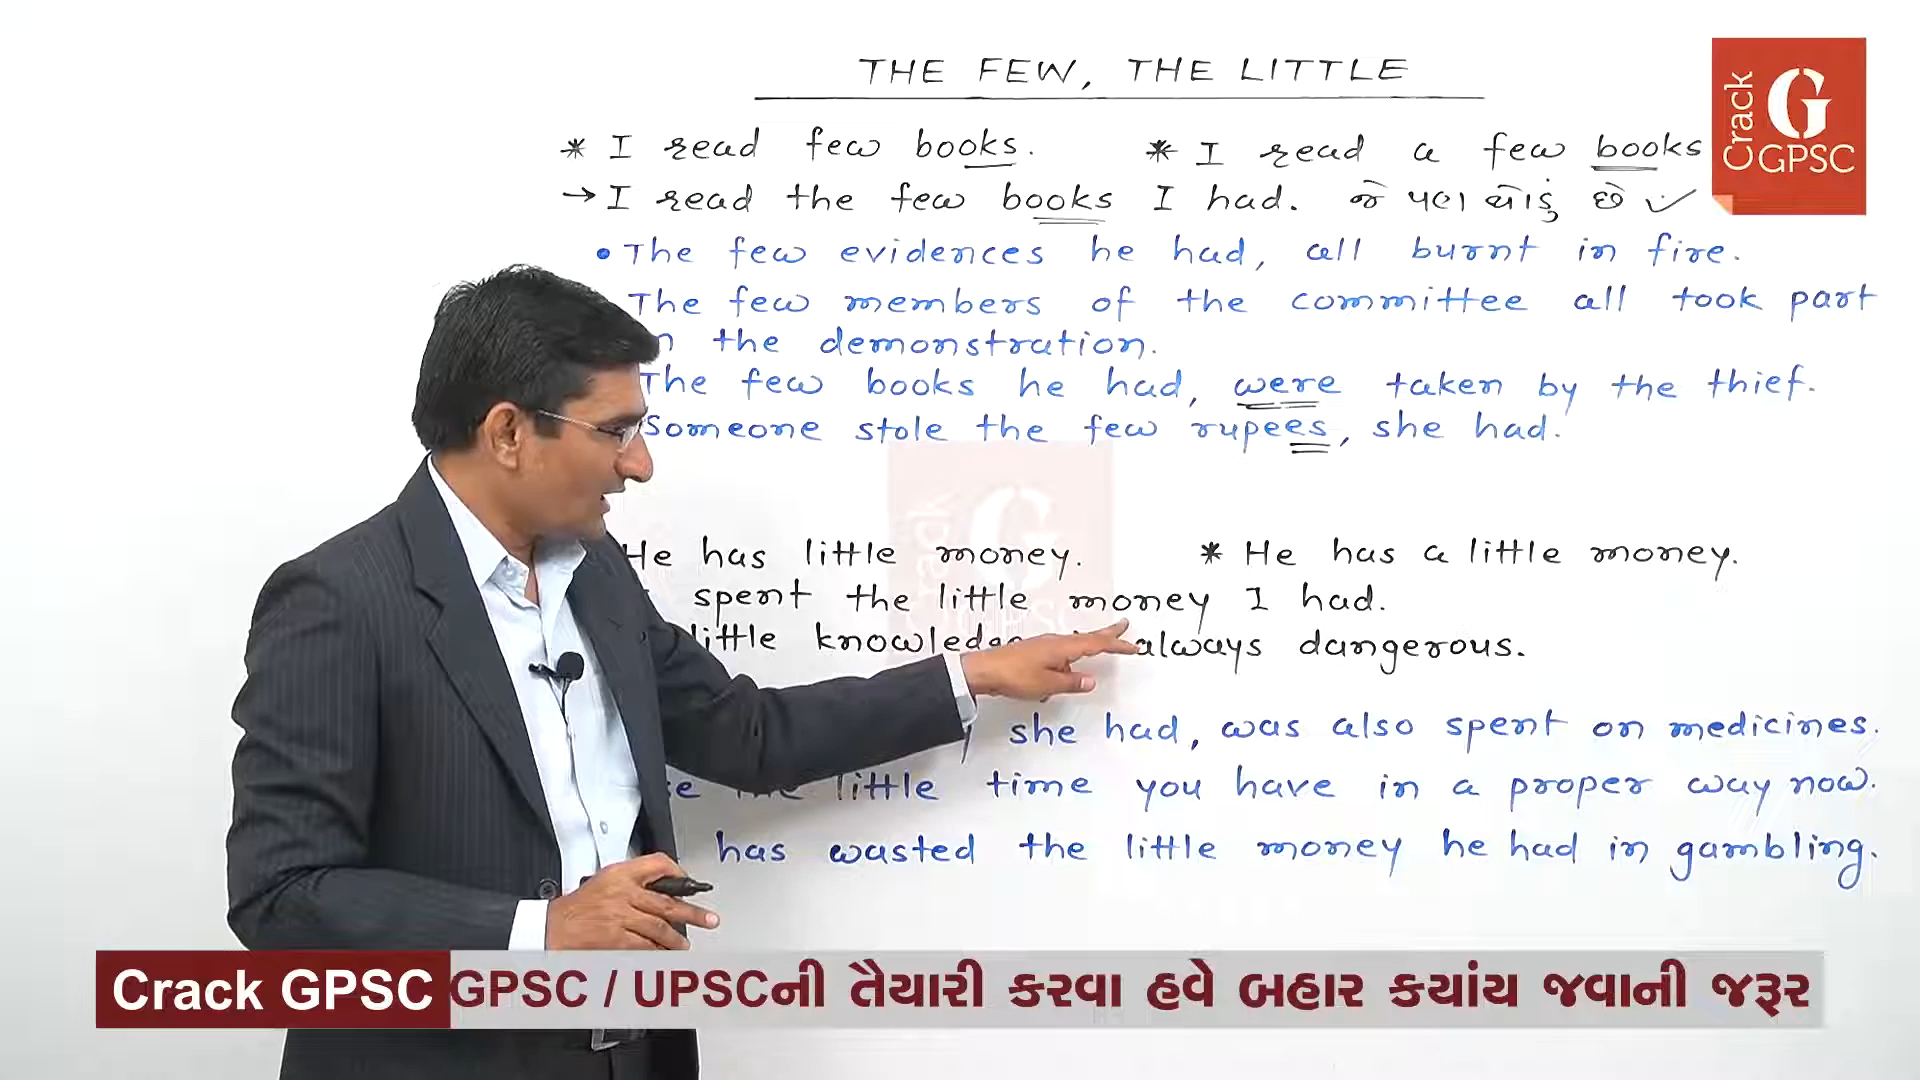 THE FEW, THE LITTLE
* I read few books. * I read a few books
→ I read the few books I had. જે પણ થોડું છે ✓
• The few evidences he had, all burnt in fire.
The few members of the committee all took part
the demonstration.
The few books he had, were taken by the thief.
Someone stole the few rupees, she had.
He has little money. * He has a little money.
spent the little money I had.
little knowledge always dangerous.
she had, was also spent on medicines.
the little time you have in a proper way now.
has wasted the little money he had in gambling.
Crack GPSC
Crack GPSC GPSC / UPSCની તૈયારી કરવા હવે બહાર કયાંય જવાની જરૂર